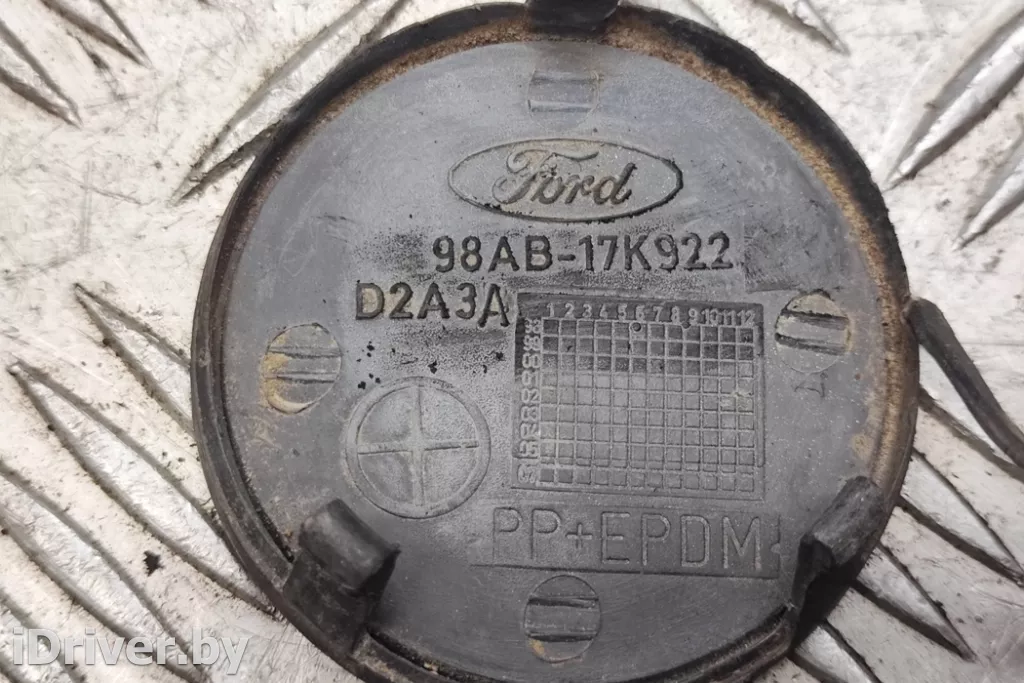 Ford
98AB-17K922
D2A3A
1 2 3 4 5 6 7 8 9 10 11 12
PP+EPDM
iDriver.by